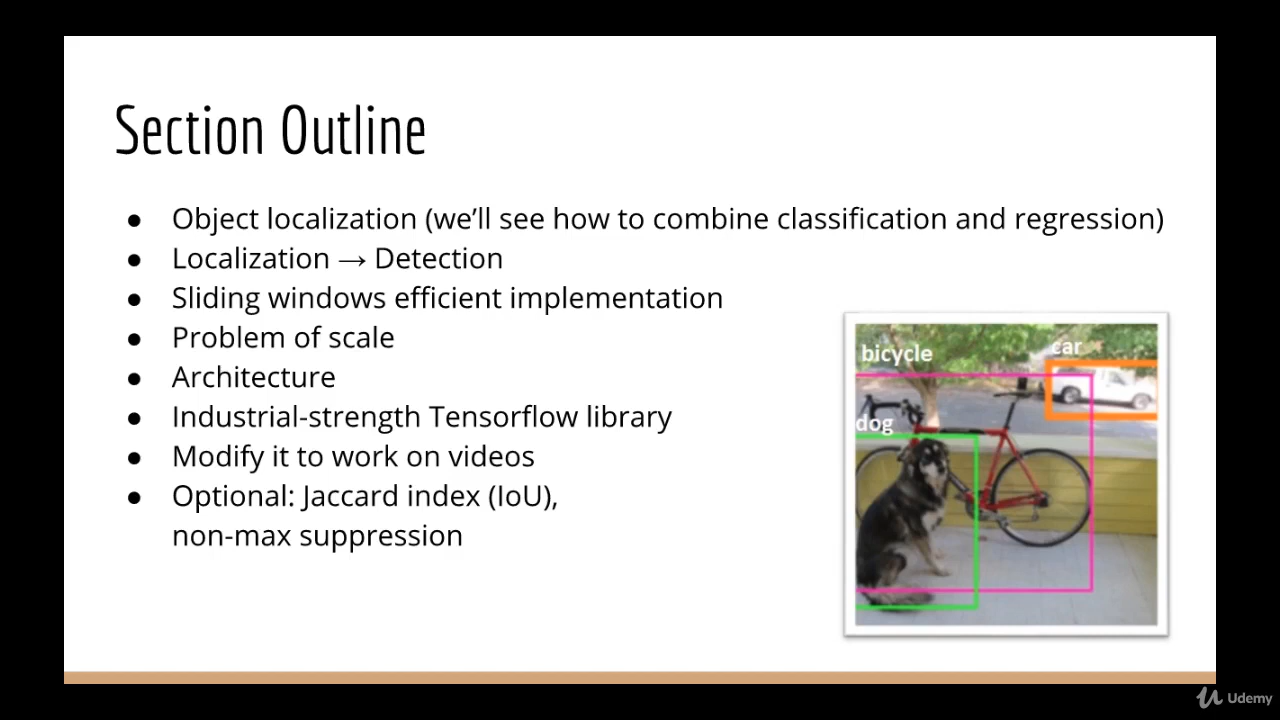 Section Outline
● Object localization (we’ll see how to combine classification and regression)
● Localization → Detection
● Sliding windows efficient implementation
● Problem of scale
● Architecture
● Industrial-strength Tensorflow library
● Modify it to work on videos
● Optional: Jaccard index (IoU),
non-max suppression
bicycle
car
dog
Udemy